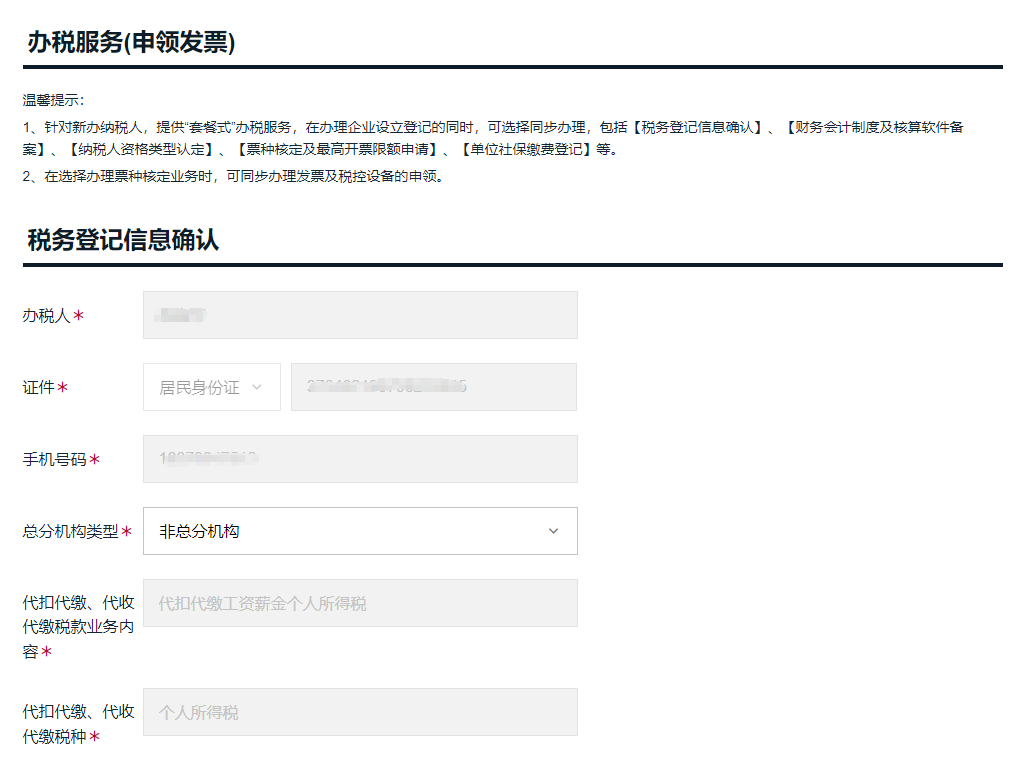 办税服务(申领发票)
温馨提示：
1、针对新办纳税人，提供“套餐式”办税服务，在办理企业设立登记的同时，可选择同步办理，包括【税务登记信息确认】、【财务会计制度及核算软件备
案】、【纳税人资格类型认定】、【票种核定及最高开票限额申请】、【单位社保缴费登记】等。
2、在选择办理票种核定业务时，可同步办理发票及税控设备的申领。
税务登记信息确认
办税人*
证件*
居民身份证
手机号码*
总分机构类型*
非总分机构
代扣代缴、代收
代缴税款业务内
容*
代扣代缴工资薪金个人所得税
代扣代缴、代收
代缴税种*
个人所得税